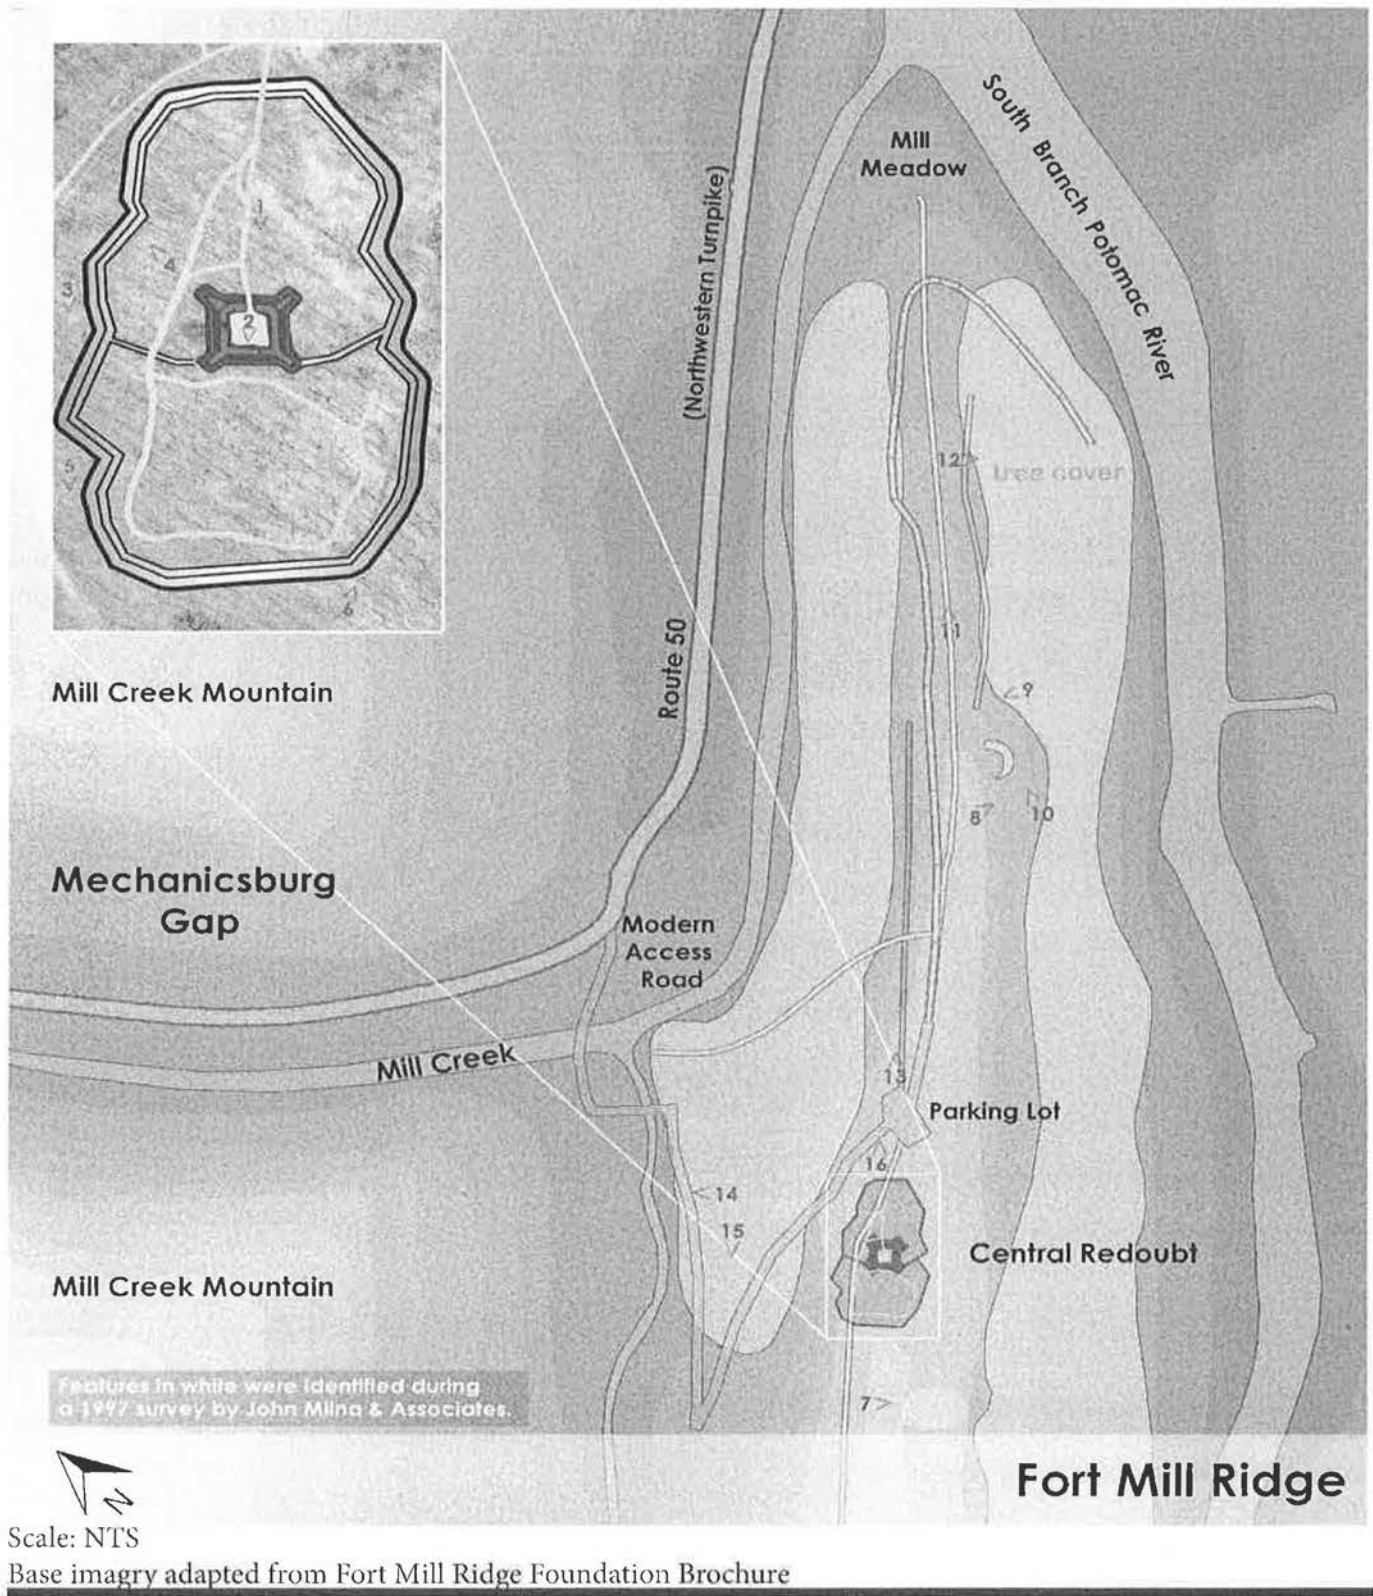 South Branch Potomac River
Mill
Meadow
(Northwestern Turnpike)
1
4
3
2
5
6
12
tree cover
11
Route 50
Mill Creek Mountain
9
8
10
Mechanicsburg
Gap
Modern
Access
Road
Mill Creek
13
Parking Lot
16
14
15
Central Redoubt
Mill Creek Mountain
Features in white were identified during
a 1997 survey by John Milna & Associates.
7
Fort Mill Ridge
N
Scale: NTS
Base imagry adapted from Fort Mill Ridge Foundation Brochure